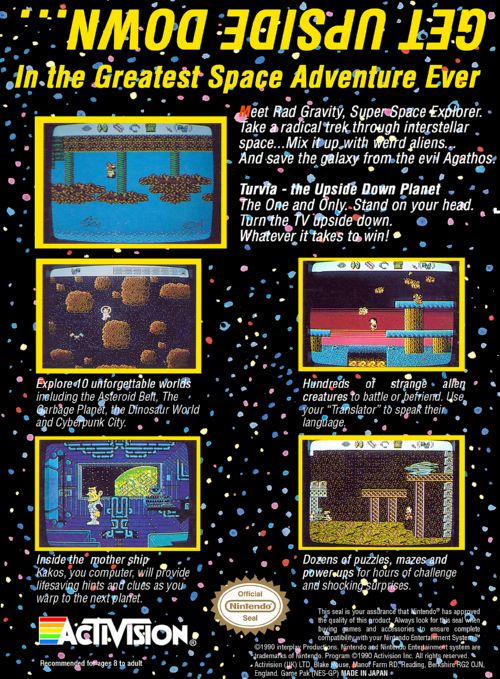 GET UPSIDE DOWN...
In the Greatest Space Adventure Ever
Meet Rad Gravity, Super Space Explorer.
Take a radical trek through interstellar
space...Mix it up with weird aliens...
And save the galaxy from the evil Agathos.
Turvia - the Upside Down Planet
The One and Only. Stand on your head.
Turn the TV upside down.
Whatever it takes to win!
Explore 10 unforgettable worlds
including the Asteroid Belt, The
Garbage Planet, the Dinosaur World
and Cyberpunk City.
Hundreds of strange alien
creatures to battle or befriend. Use
your "Translator" to speak their
language.
Inside the mother ship
Kakos, you computer, will provide
lifesaving hints and clues as you
warp to the next planet.
Dozens of puzzles, mazes and
power-ups for hours of challenge
and shocking surprises.
ACTIVISION®
Recommended for ages 8 to adult
Official
Nintendo®
Seal
This seal is your assurance that Nintendo® has approved
the quality of this product. Always look for this seal when
buying games and accessories to ensure complete
compatibility with your Nintendo Entertainment System.
©1990 Interplay Productions. Nintendo and Nintendo Entertainment System are
trademarks of Nintendo. Program ©1990 Activision Inc. All rights reserved.
Activision (UK) LTD, Blake House, Manor Farm RD, Reading, Berkshire RG2 OJN,
England. Game Pak (NES-GP) MADE IN JAPAN